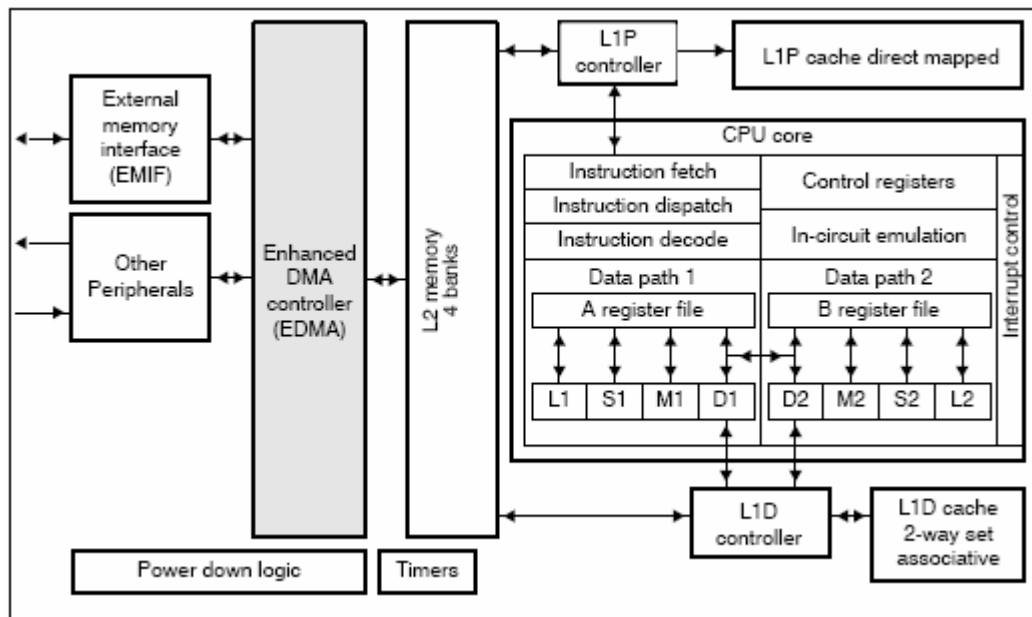 L1P
controller
L1P cache direct mapped
External
memory
interface
(EMIF)
Other
Peripherals
Enhanced
DMA
controller
(EDMA)
L2 memory
4 banks
CPU core
Instruction fetch
Instruction dispatch
Instruction decode
Control registers
In-circuit emulation
Interrupt control
Data path 1
A register file
L1 S1 M1 D1
Data path 2
B register file
D2 M2 S2 L2
L1D
controller
L1D cache
2-way set
associative
Power down logic
Timers